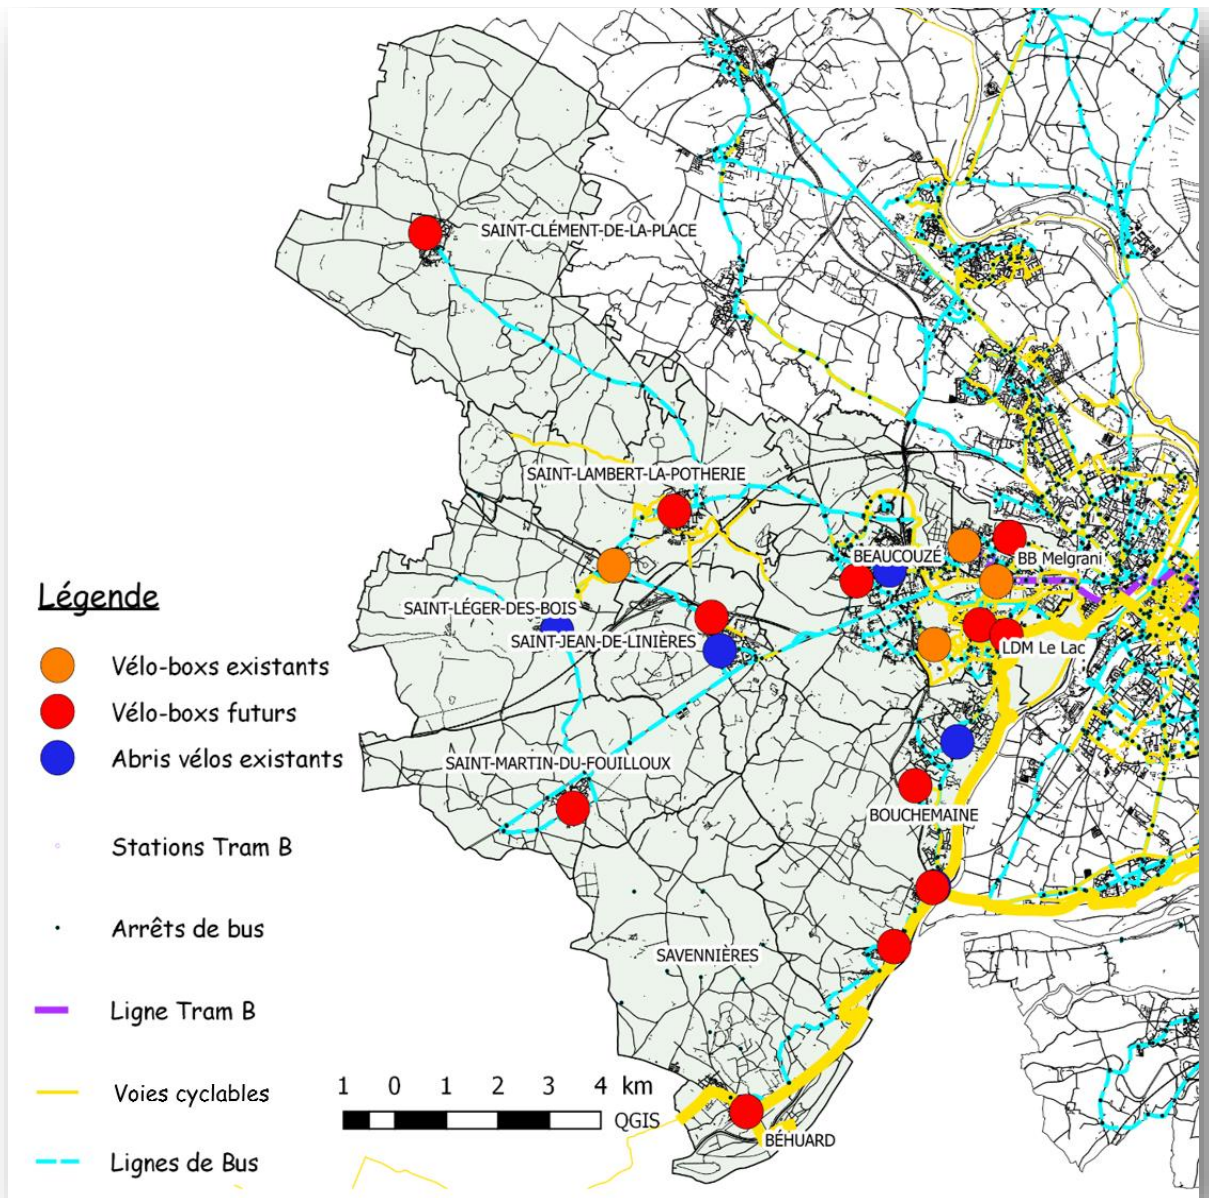 SAINT-CLÉMENT-DE-LA-PLACE
SAINT-LAMBERT-LA-POTHERIE
BEAUCOUZÉ
BB Melgrani
SAINT-LÉGER-DES-BOIS
SAINT-JEAN-DE-LINIÈRES
LDM Le Lac
SAINT-MARTIN-DU-FOUILLOUX
BOUCHEMAINE
SAVENNIÈRES
BÉHUARD
Légende
Vélo-boxs existants
Vélo-boxs futurs
Abris vélos existants
Stations Tram B
Arrêts de bus
Ligne Tram B
Voies cyclables
Lignes de Bus
1 0 1 2 3 4 km
QGIS